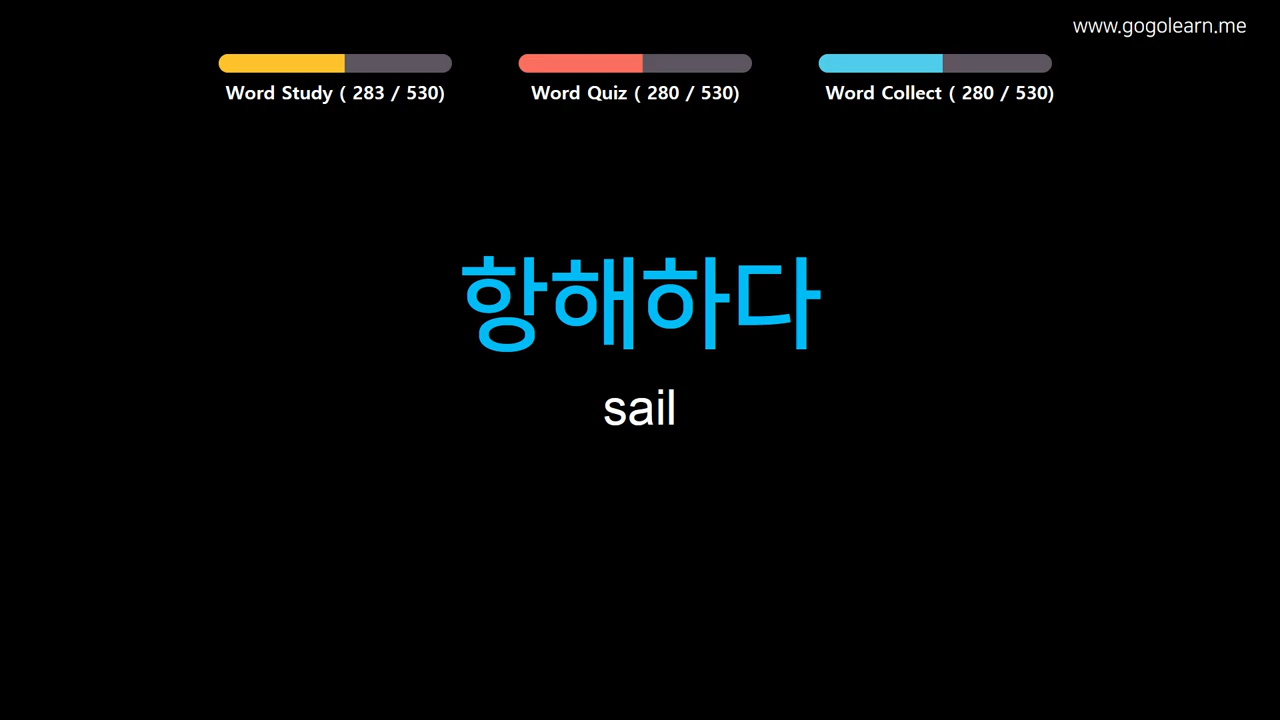 www.gogolearn.me
Word Study ( 283 / 530)
Word Quiz ( 280 / 530)
Word Collect ( 280 / 530)
항해하다
sail